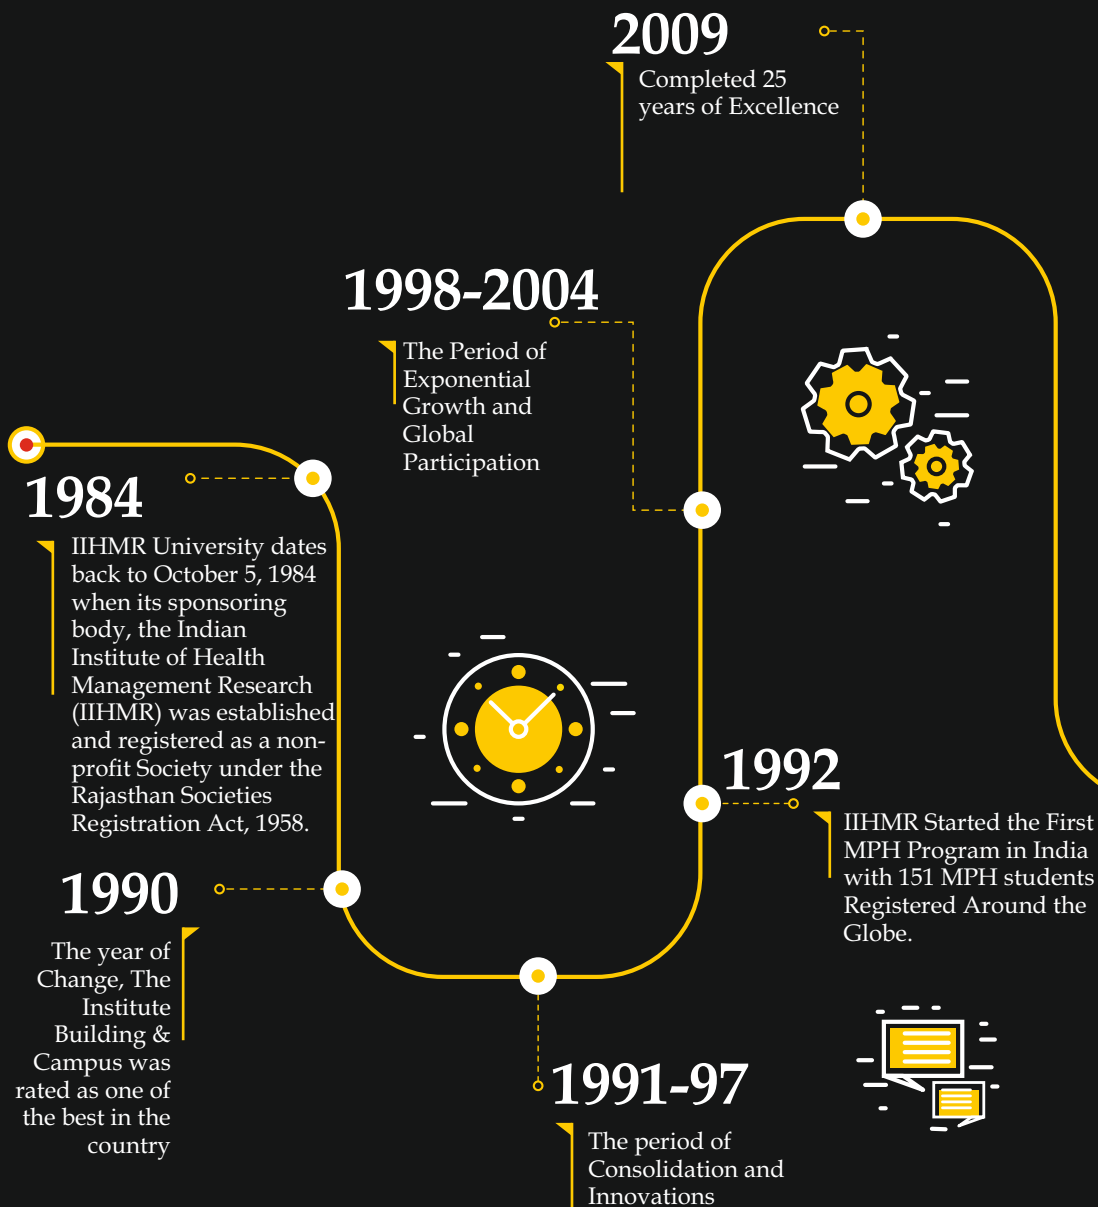 2009
Completed 25
years of Excellence
1998-2004
The Period of
Exponential
Growth and
Global
Participation
1984
IIHMR University dates
back to October 5, 1984
when its sponsoring
body, the Indian
Institute of Health
Management Research
(IIHMR) was established
and registered as a non-
profit Society under the
Rajasthan Societies
Registration Act, 1958.
1992
IIHMR Started the First
MPH Program in India
with 151 MPH students
Registered Around the
Globe.
1990
The year of
Change, The
Institute
Building &
Campus was
rated as one of
the best in the
country
1991-97
The period of
Consolidation and
Innovations